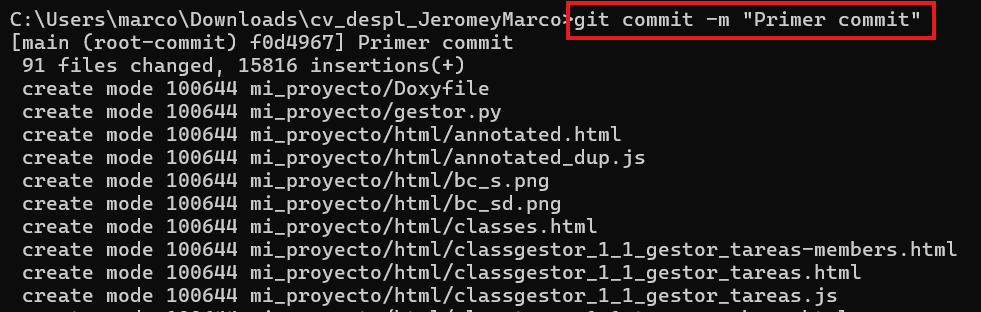 C:\Users\marco\Downloads\cv_despl_JeromeyMarco>git commit -m "Primer commit"
[main (root-commit) f0d4967] Primer commit
 91 files changed, 15816 insertions(+)
 create mode 100644 mi_proyecto/Doxyfile
 create mode 100644 mi_proyecto/gestor.py
 create mode 100644 mi_proyecto/html/annotated.html
 create mode 100644 mi_proyecto/html/annotated_dup.js
 create mode 100644 mi_proyecto/html/bc_s.png
 create mode 100644 mi_proyecto/html/bc_sd.png
 create mode 100644 mi_proyecto/html/classes.html
 create mode 100644 mi_proyecto/html/classgestor_1_1_gestor_tareas-members.html
 create mode 100644 mi_proyecto/html/classgestor_1_1_gestor_tareas.html
 create mode 100644 mi_proyecto/html/classgestor_1_1_gestor_tareas.js